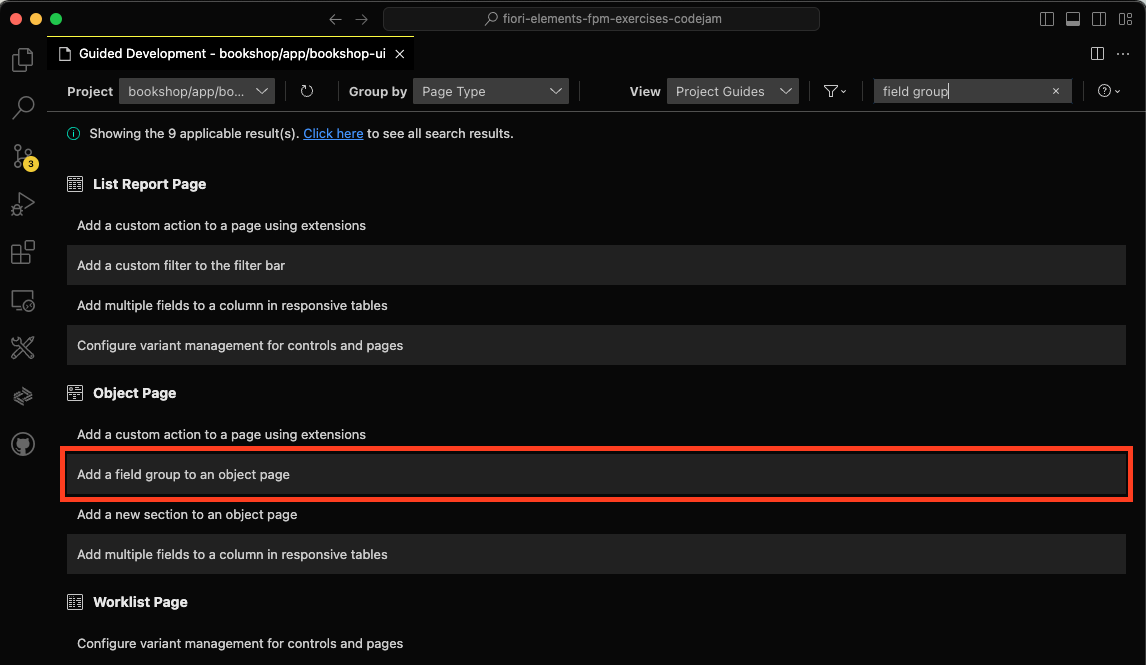 fiori-elements-fpm-exercises-codejam
Guided Development - bookshop/app/bookshop-ui
Project bookshop/app/bo... Group by Page Type View Project Guides field group
Showing the 9 applicable result(s). Click here to see all search results.
3
List Report Page
Add a custom action to a page using extensions
Add a custom filter to the filter bar
Add multiple fields to a column in responsive tables
Configure variant management for controls and pages
Object Page
Add a custom action to a page using extensions
Add a field group to an object page
Add a new section to an object page
Add multiple fields to a column in responsive tables
Worklist Page
Configure variant management for controls and pages